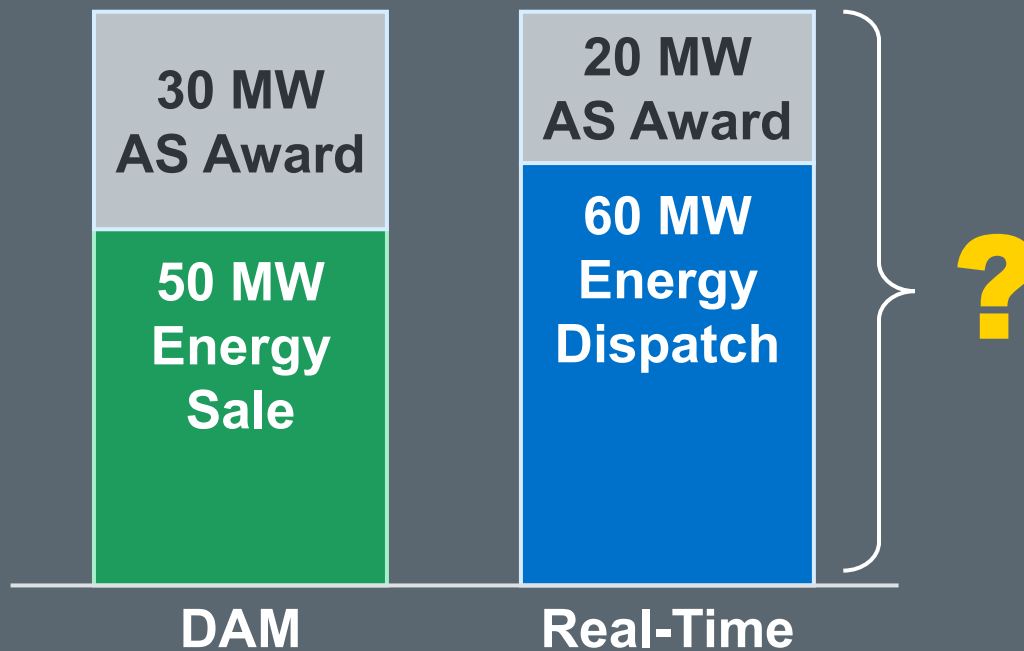 30 MW
AS Award
50 MW
Energy
Sale
DAM
20 MW
AS Award
60 MW
Energy
Dispatch
Real-Time
?